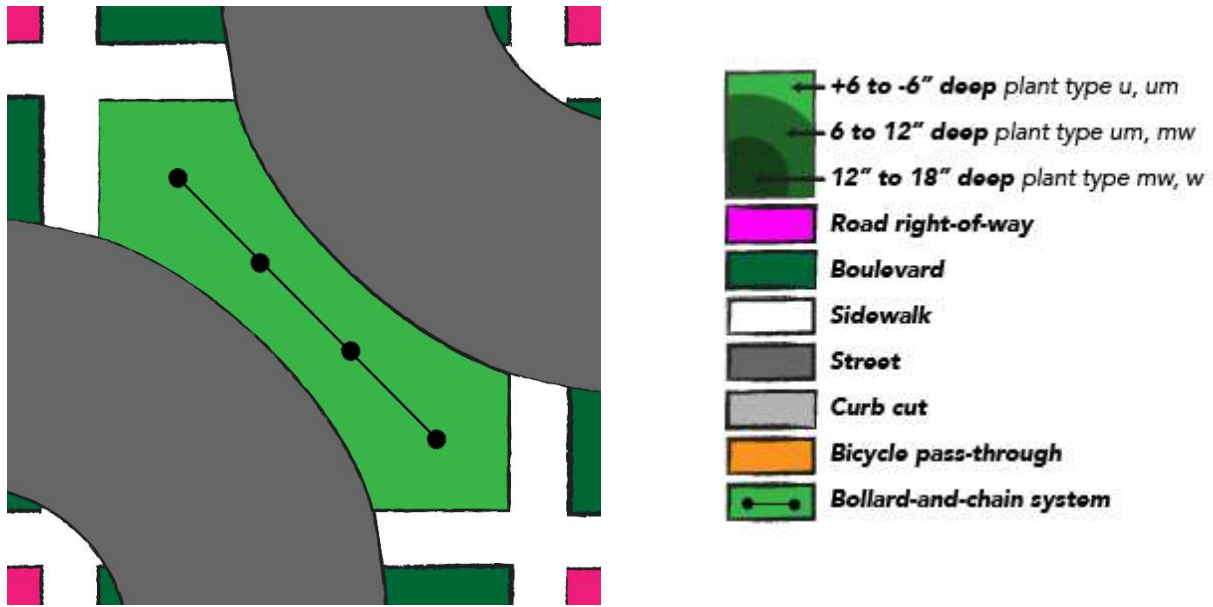 +6 to -6" deep plant type u, um
6 to 12" deep plant type um, mw
12" to 18" deep plant type mw, w
Road right-of-way
Boulevard
Sidewalk
Street
Curb cut
Bicycle pass-through
Bollard-and-chain system